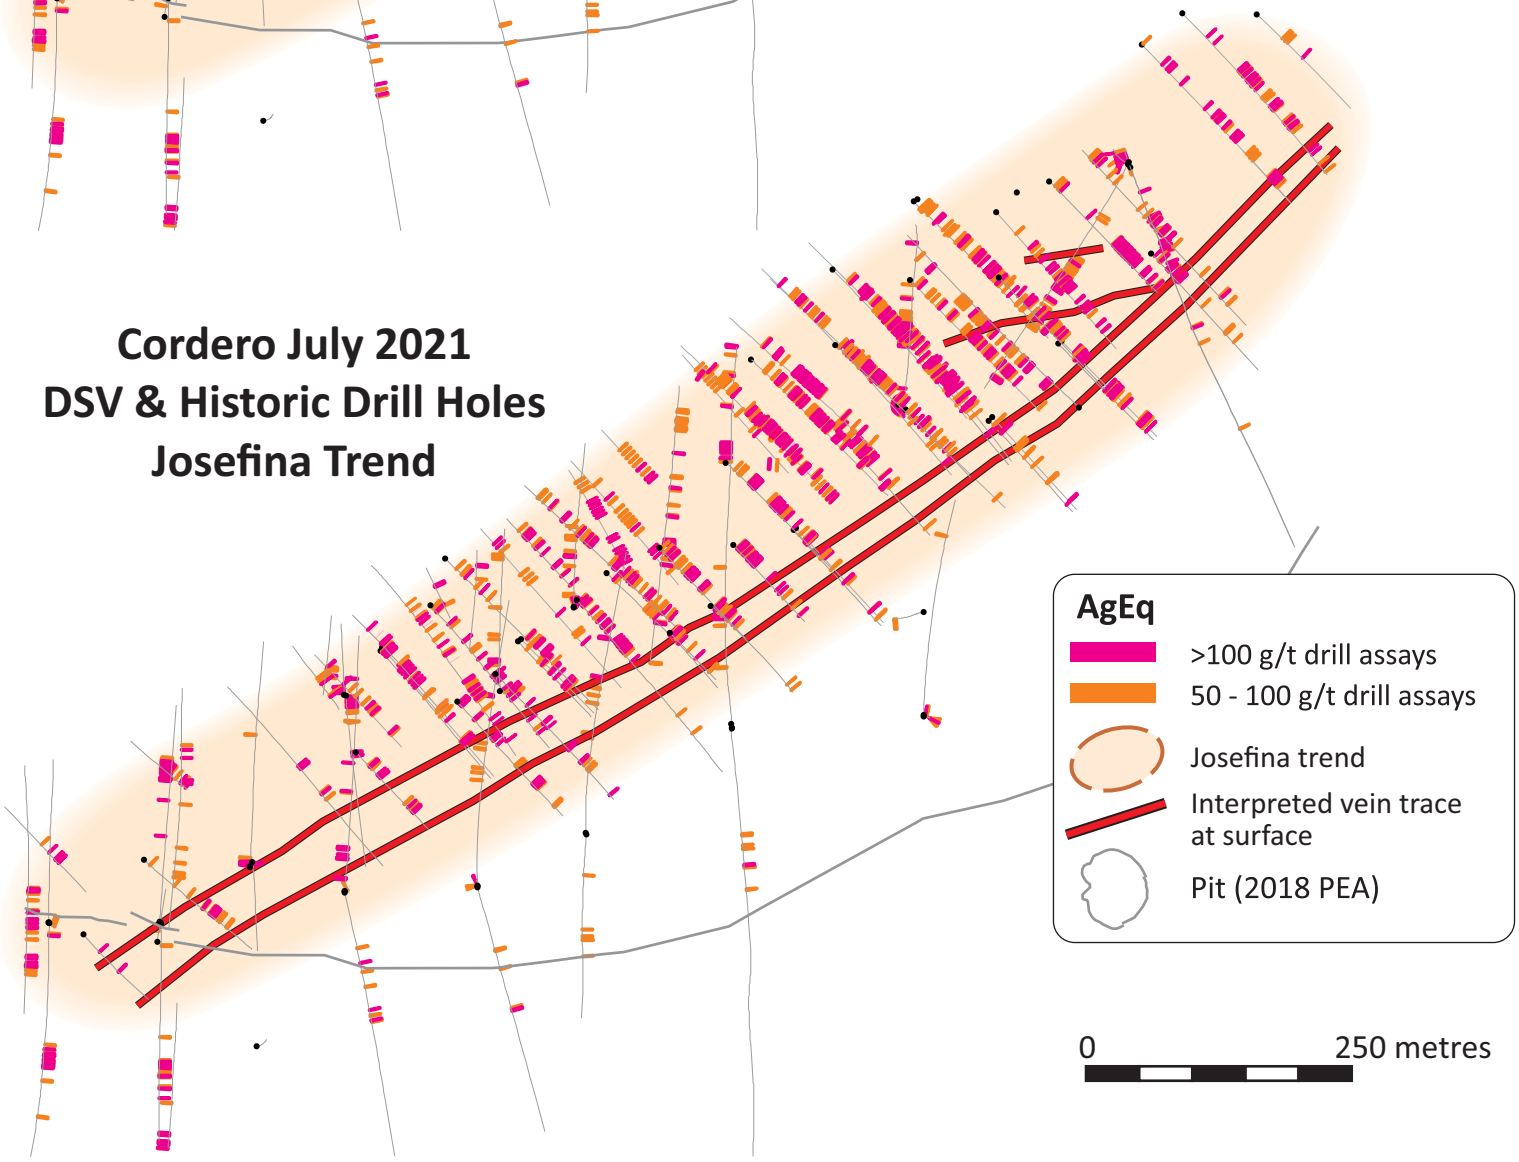 Cordero July 2021
DSV & Historic Drill Holes
Josefina Trend
AgEq
>100 g/t drill assays
50 - 100 g/t drill assays
Josefina trend
Interpreted vein trace
at surface
Pit (2018 PEA)
0 250 metres